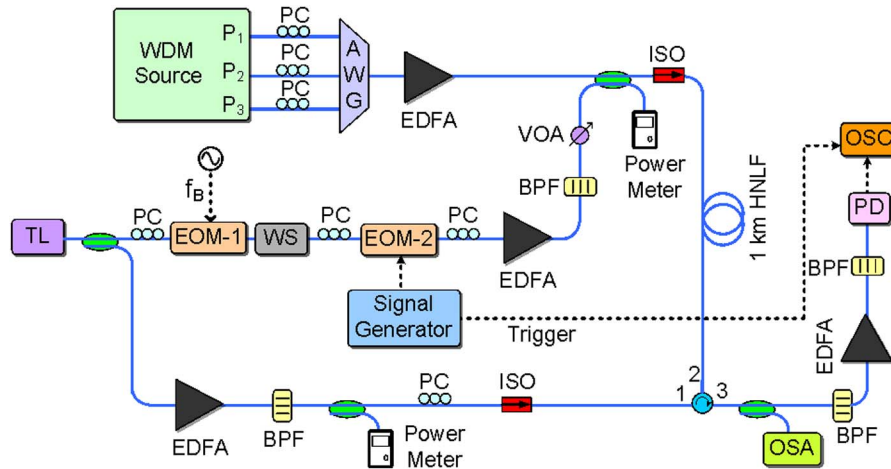 WDM
Source
P1
P2
P3
PC
PC
PC
A
W
G
EDFA
ISO
VOA
Power
Meter
BPF
1 km HNLF
OSC
PD
BPF
EDFA
fB
TL
PC
EOM-1
WS
PC
EOM-2
PC
EDFA
Signal
Generator
Trigger
EDFA
BPF
Power
Meter
PC
ISO
1
2
3
OSA
BPF